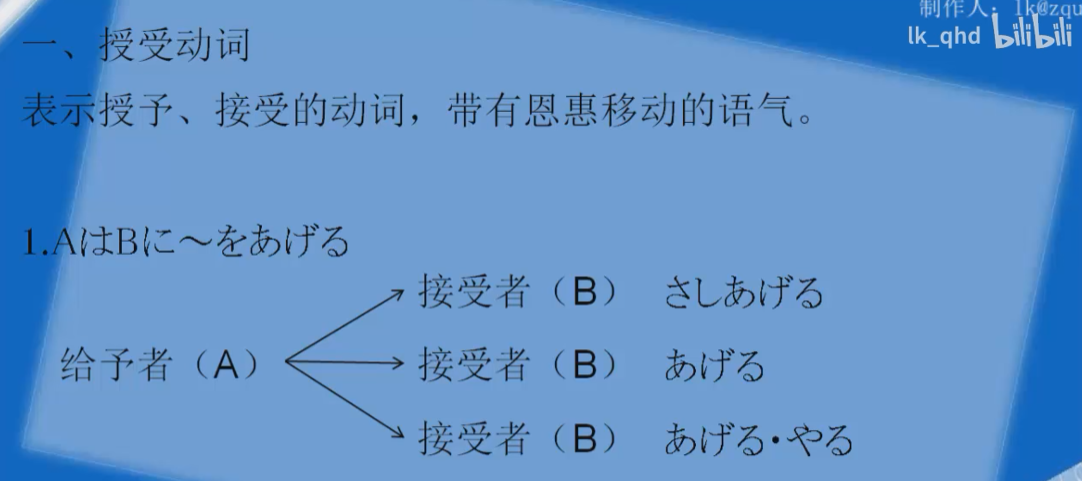 制作人：lk@zqu
lk_qhd bilibili
一、授受动词
表示授予、接受的动词，带有恩惠移动的语气。
1.AはBに～をあげる
接受者（B） さしあげる
给予者（A） 接受者（B） あげる
接受者（B） あげる・やる